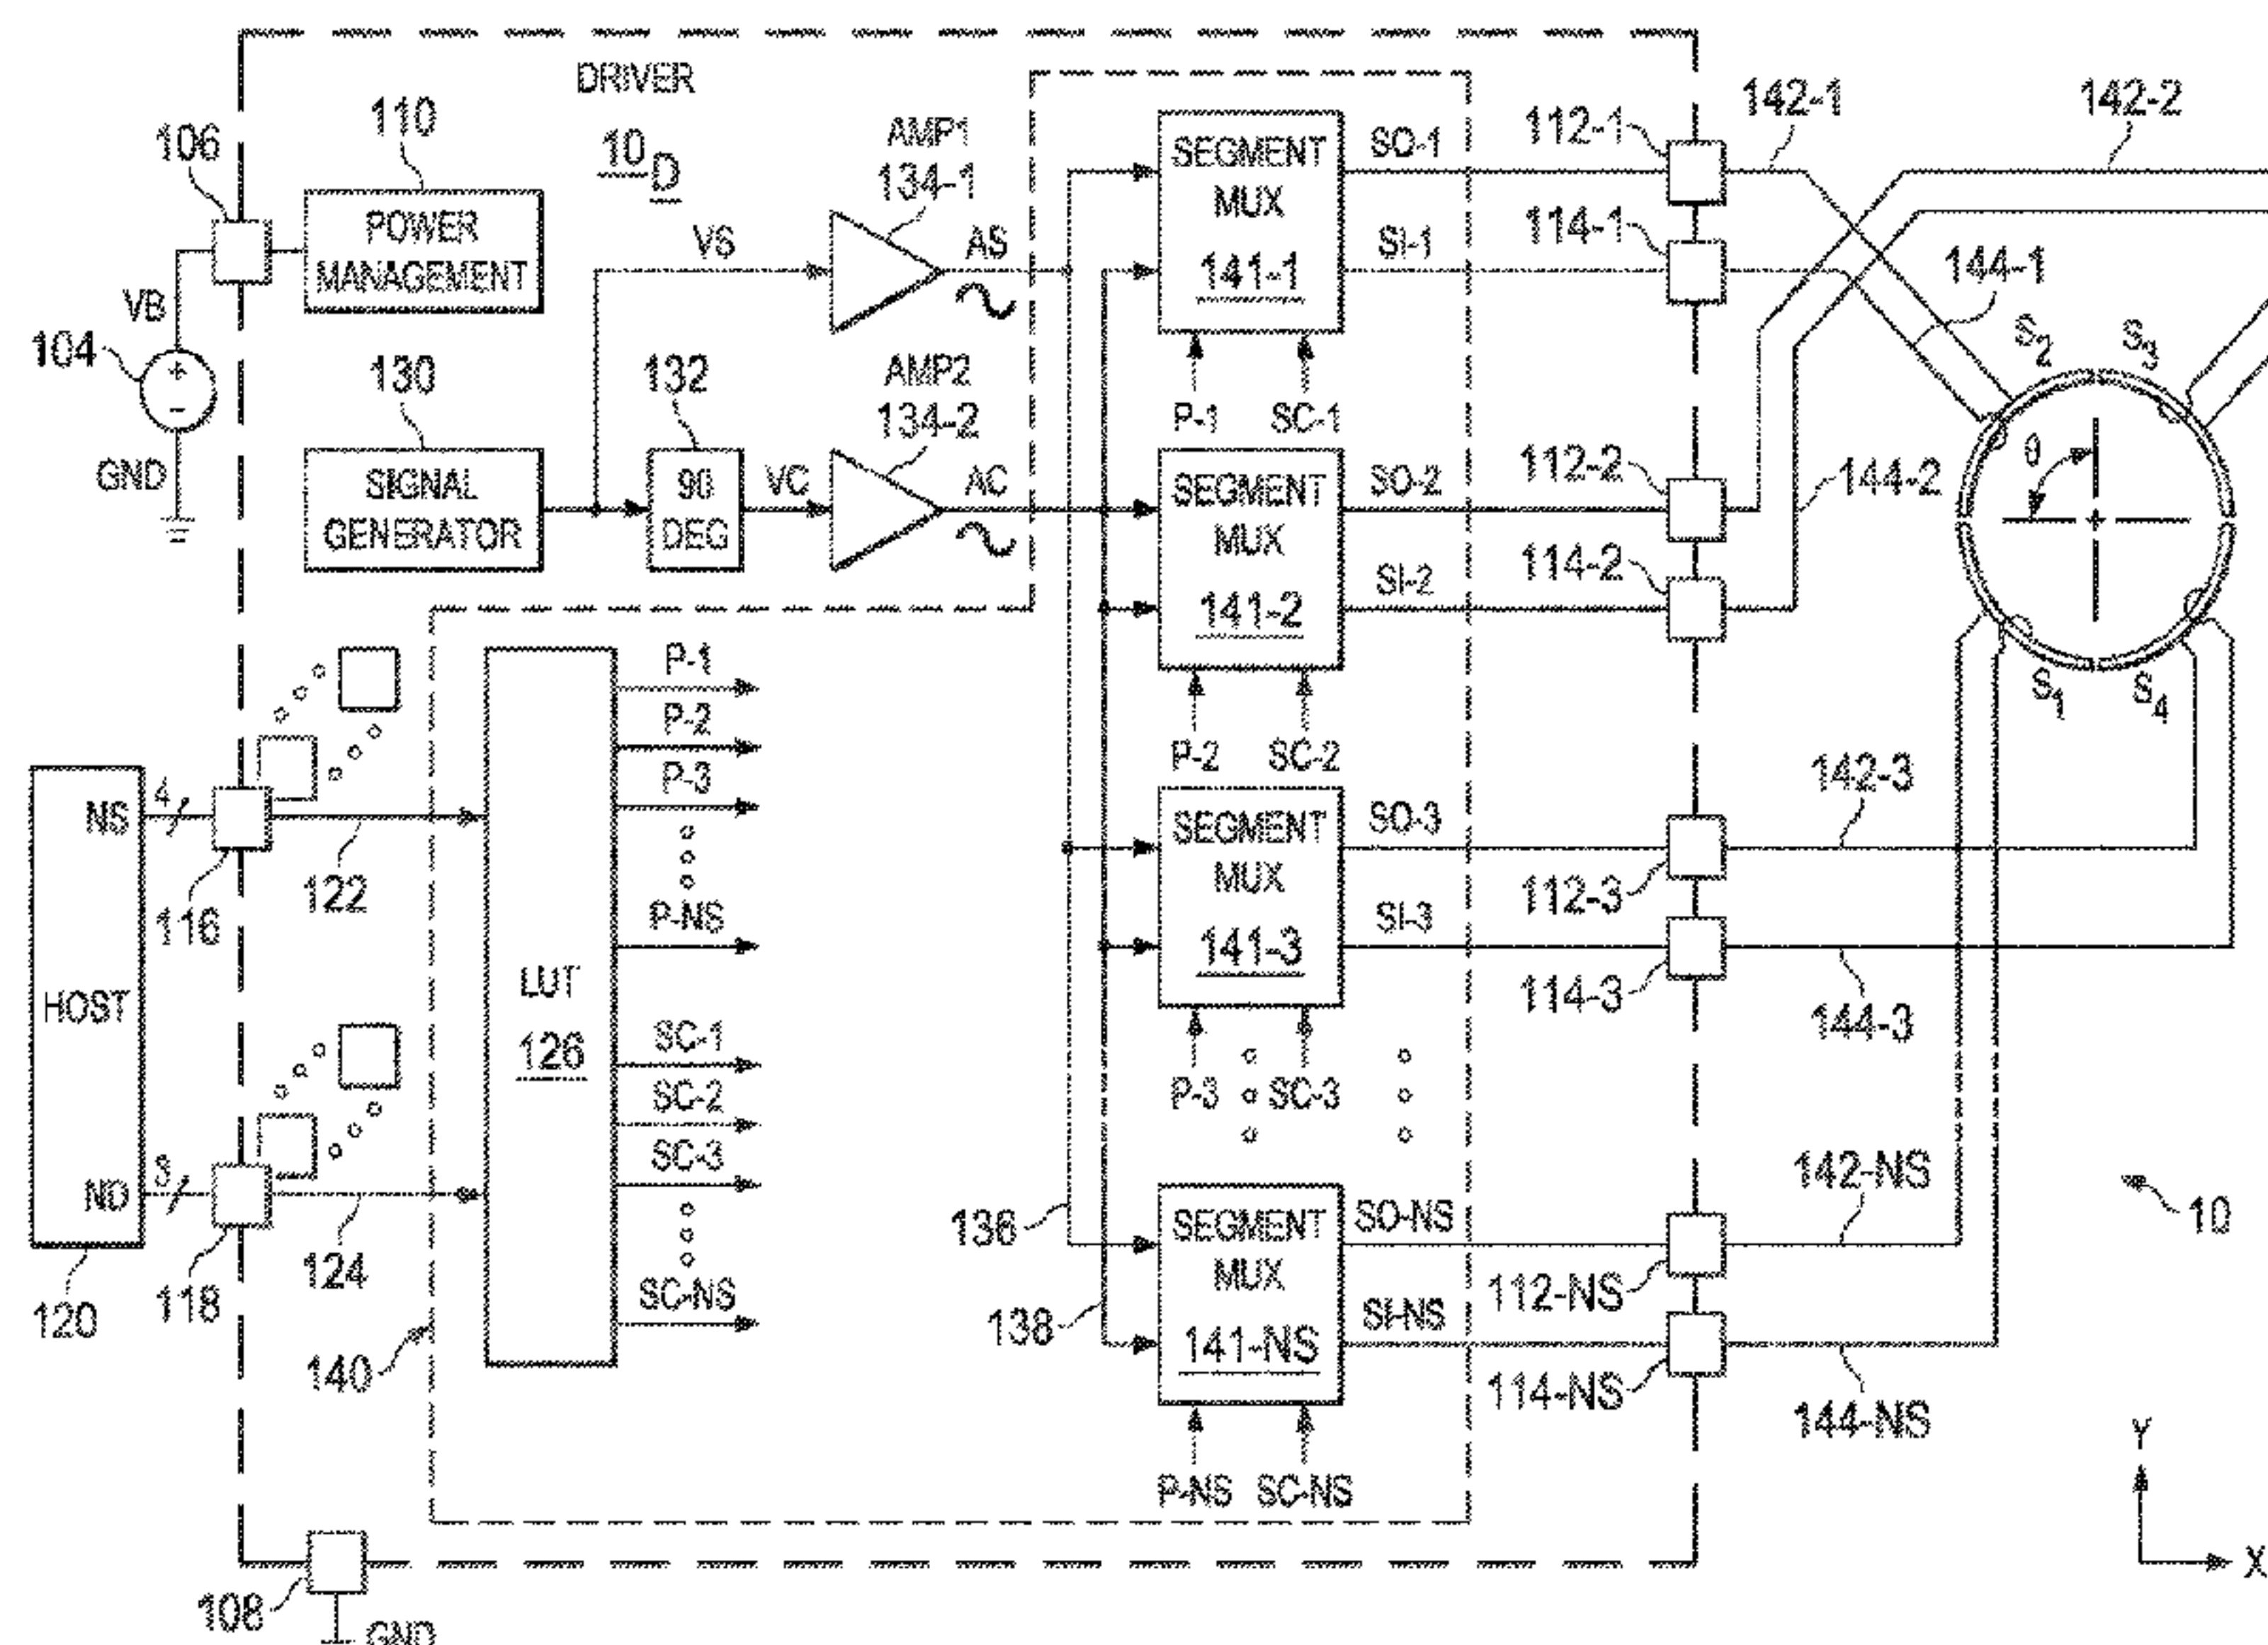 DRIVER
10
D
106
110
POWER
MANAGEMENT
VB
104
+
-
GND
130
SIGNAL
GENERATOR
132
90
DEG
VS
VC
AMP1
134-1
AS
AMP2
134-2
AC
SEGMENT
MUX
141-1
SO-1
SI-1
P-1 SC-1
SEGMENT
MUX
141-2
SO-2
SI-2
P-2 SC-2
SEGMENT
MUX
141-3
SO-3
SI-3
P-3 SC-3
SEGMENT
MUX
141-NS
SO-NS
SI-NS
P-NS SC-NS
136
138
112-1
114-1
112-2
114-2
112-3
114-3
112-NS
114-NS
142-1
142-2
144-1
144-2
142-3
144-3
142-NS
144-NS
S2
S3
θ
S1
S4
10
Y
X
HOST
NS
4
ND
3
120
116
118
122
124
140
LUT
126
P-1
P-2
P-3
P-NS
SC-1
SC-2
SC-3
SC-NS
108
GND